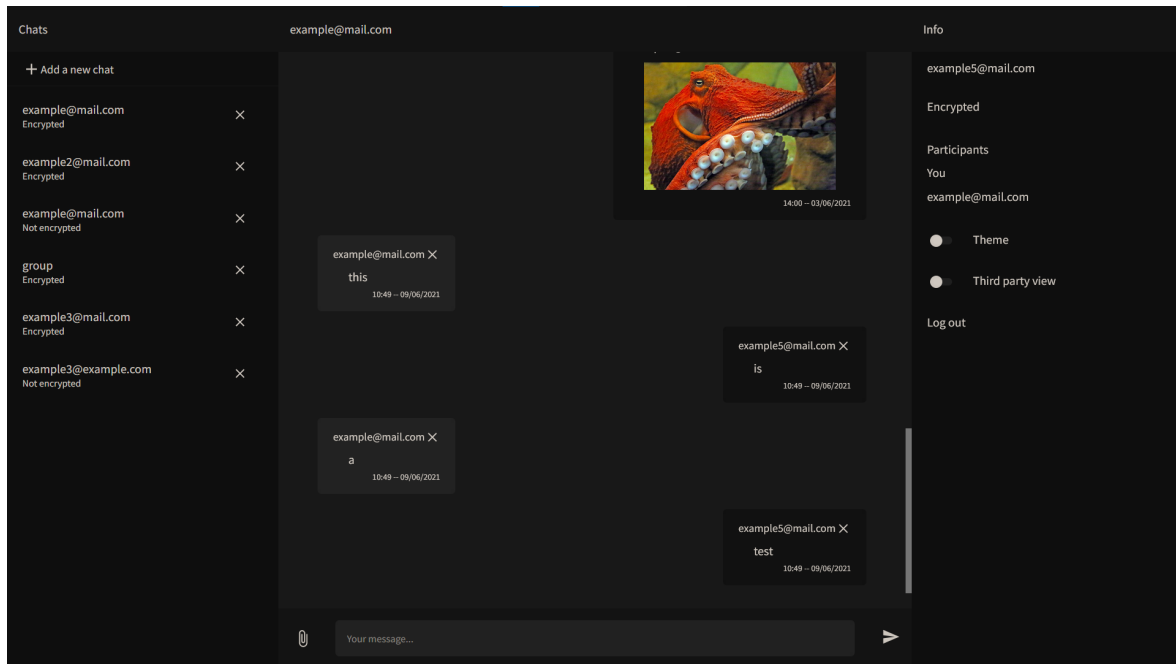 Chats
+ Add a new chat
example@mail.com
Encrypted
example2@mail.com
Encrypted
example@mail.com
Not encrypted
group
Encrypted
example3@mail.com
Encrypted
example3@example.com
Not encrypted
example@mail.com
14:00 -- 03/06/2021
example@mail.com
this
10:49 -- 09/06/2021
example5@mail.com
is
10:49 -- 09/06/2021
example@mail.com
a
10:49 -- 09/06/2021
example5@mail.com
test
10:49 -- 09/06/2021
Your message...
Info
example5@mail.com
Encrypted
Participants
You
example@mail.com
Theme
Third party view
Log out